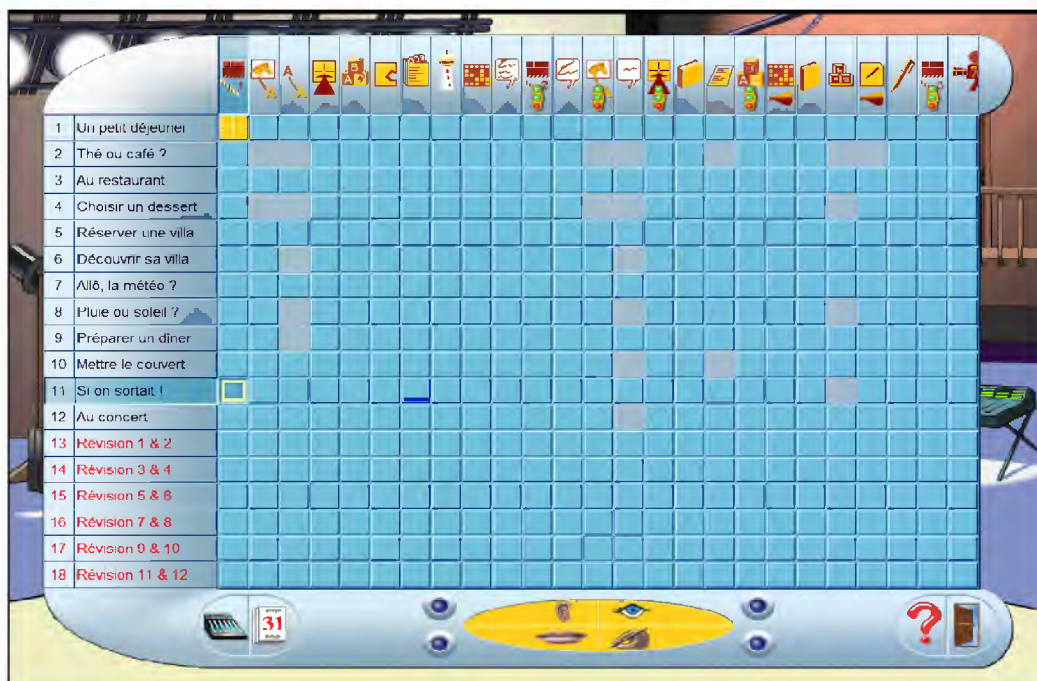 1 Un petit déjeuner
2 Thé ou café ?
3 Au restaurant
4 Choisir un dessert
5 Réserver une villa
6 Découvrir sa villa
7 Allô, la météo ?
8 Pluie ou soleil ?
9 Préparer un dîner
10 Mettre le couvert
11 Si on sortait !
12 Au concert
13 Révision 1 & 2
14 Révision 3 & 4
15 Révision 5 & 6
16 Révision 7 & 8
17 Révision 9 & 10
18 Révision 11 & 12
31